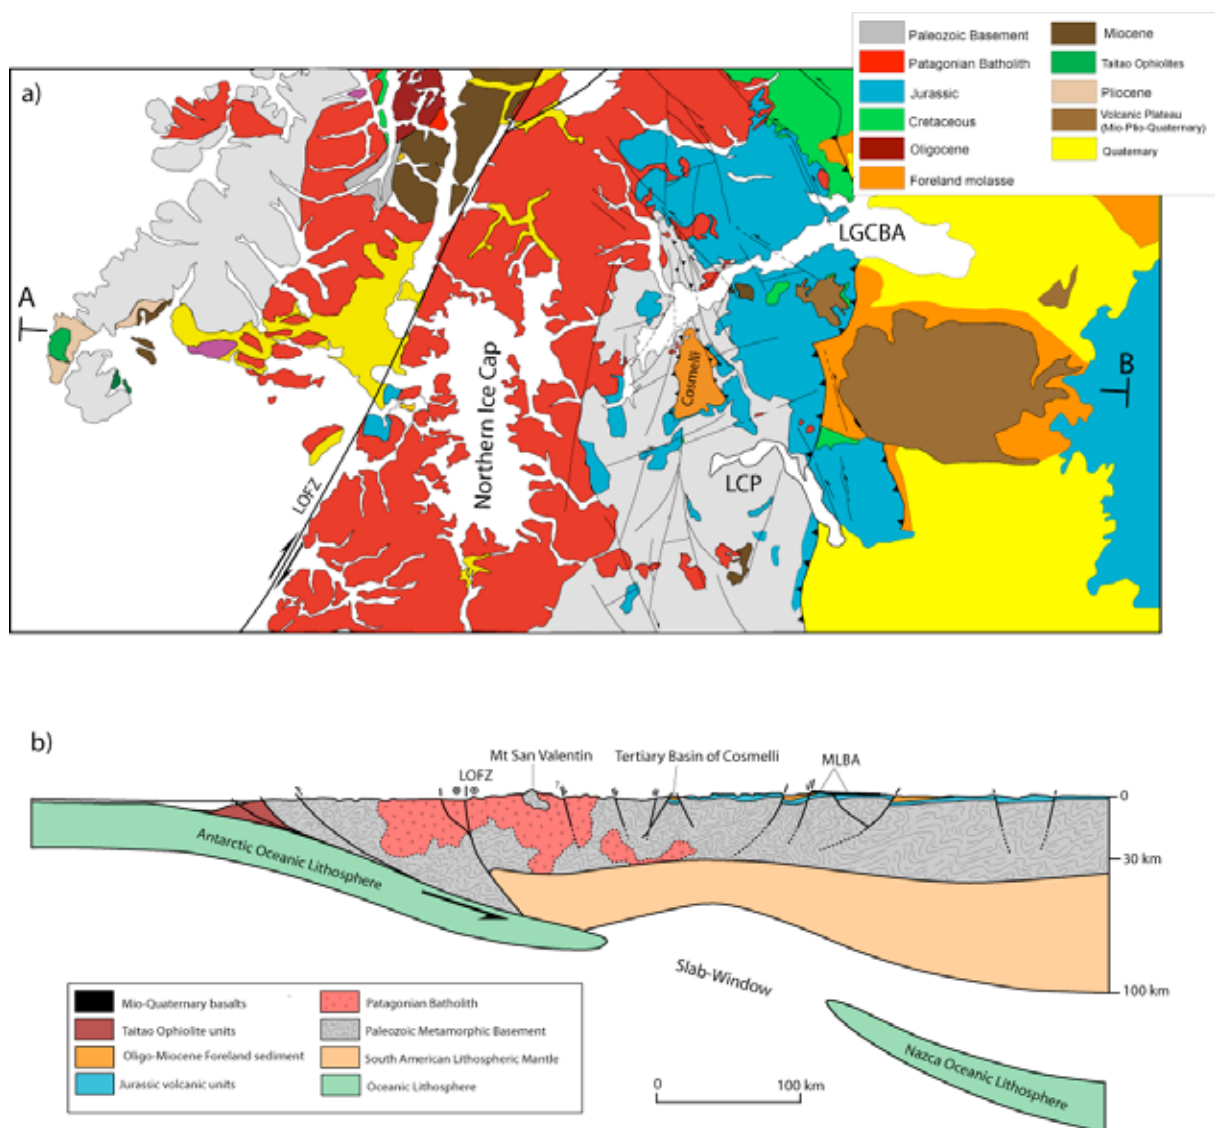 a)
Paleozoic Basement
Patagonian Batholith
Jurassic
Cretaceous
Oligocene
Foreland molasse
Miocene
Taitao Ophiolites
Pliocene
Volcanic Plateau
(Mio-Plio-Quaternary)
Quaternary
LGCBA
A
B
Cosmelli
Northern Ice Cap
LCP
LOFZ
b)
Mt San Valentin
Tertiary Basin of Cosmelli
MLBA
LOFZ
0
30 km
100 km
Antarctic Oceanic Lithosphere
Slab-Window
Nazca Oceanic Lithosphere
Mio-Quaternary basalts
Taitao Ophiolite units
Oligo-Miocene Foreland sediment
Jurassic volcanic units
Patagonian Batholith
Paleozoic Metamorphic Basement
South American Lithospheric Mantle
Oceanic Lithosphere
0
100 km